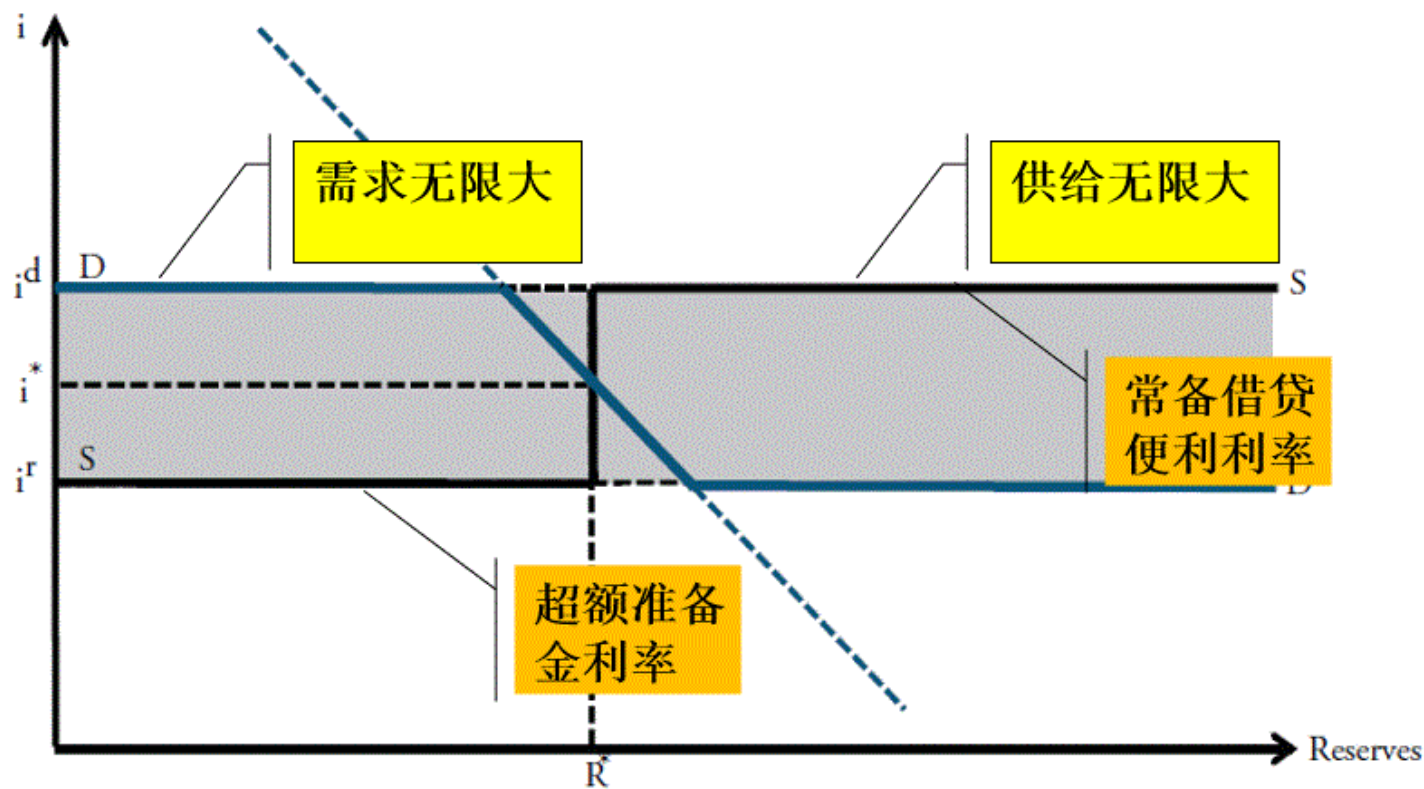 i
需求无限大
供给无限大
i^d
D
S
i*
常备借贷
便利利率
S
i^r
D
超额准备
金利率
R*
Reserves